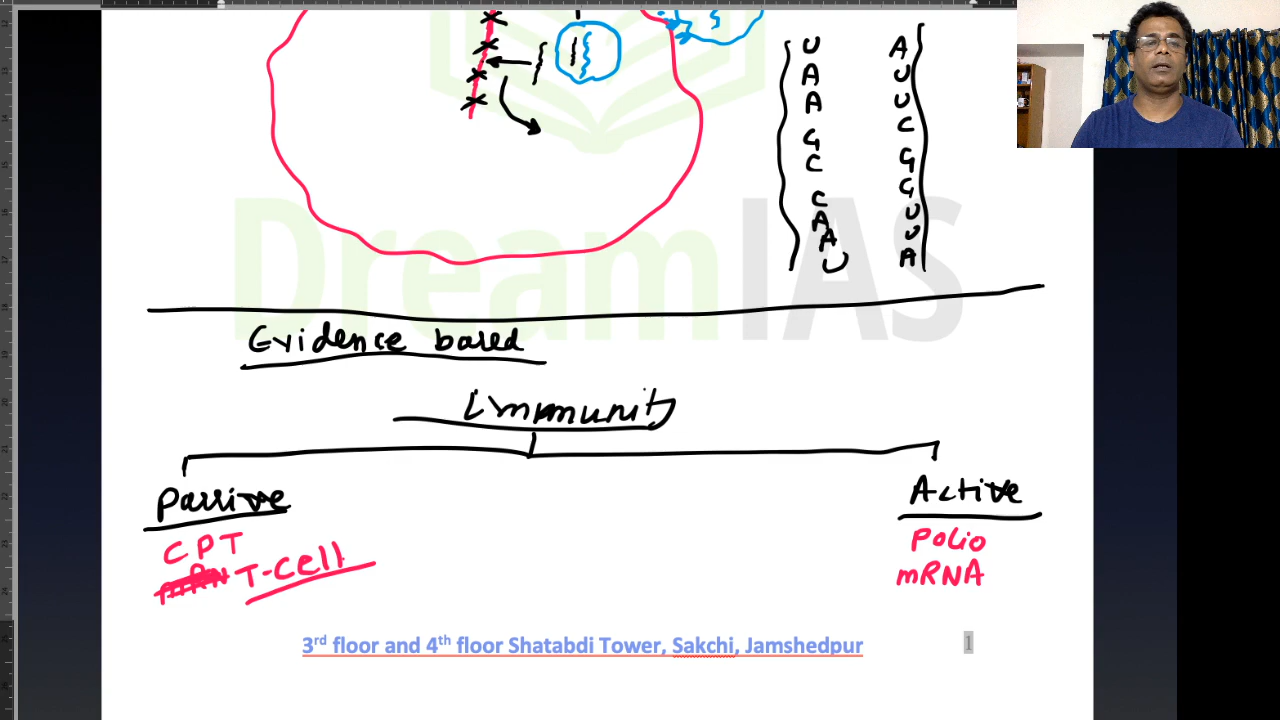 U A
A U
A U
G C
C G
C G
A U
A U
U A
DreamIAS
Evidence based
Immunity
Passive Active
CPT Polio
T-cell mRNA
3rd floor and 4th floor Shatabdi Tower, Sakchi, Jamshedpur 1